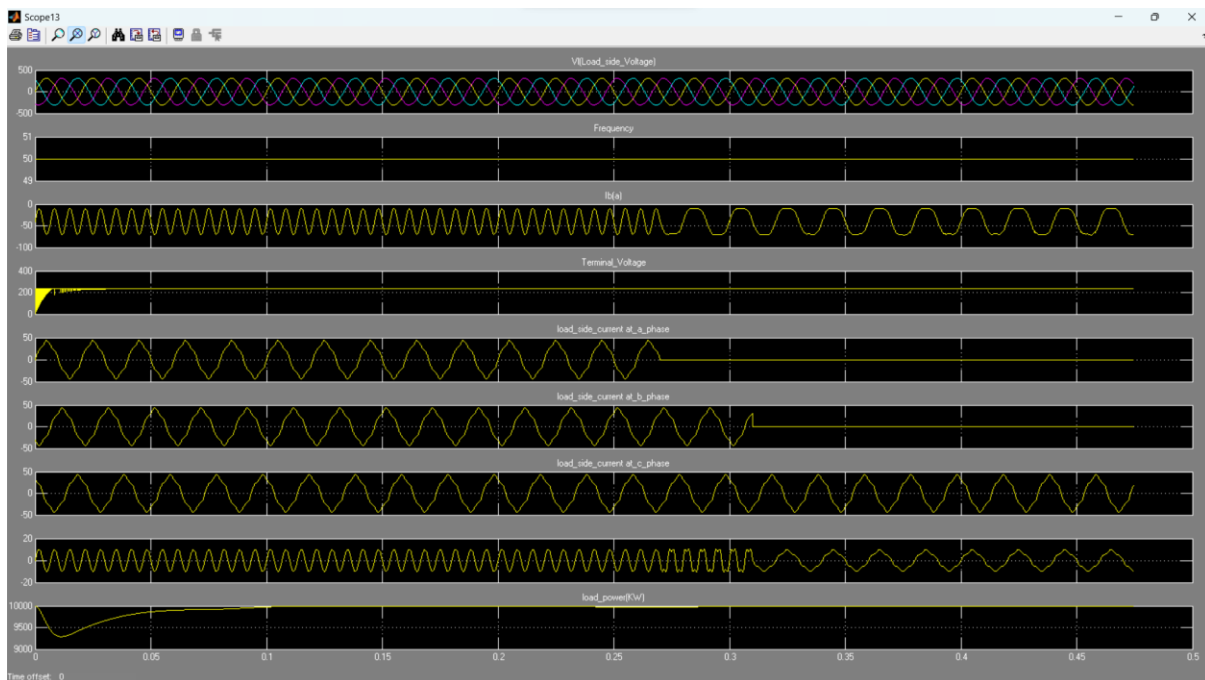 Scope13
Vl(Load_side_Voltage)
500
0
-500
Frequency
51
50
49
Ib(a)
0
-50
-100
Terminal_Voltage
400
200
0
load_side_current at_a_phase
50
0
-50
load_side_current at_b_phase
50
0
-50
load_side_current at_c_phase
50
0
-50
20
0
-20
load_power(KW)
10000
9500
9000
0 0.05 0.1 0.15 0.2 0.25 0.3 0.35 0.4 0.45 0.5
Time offset: 0